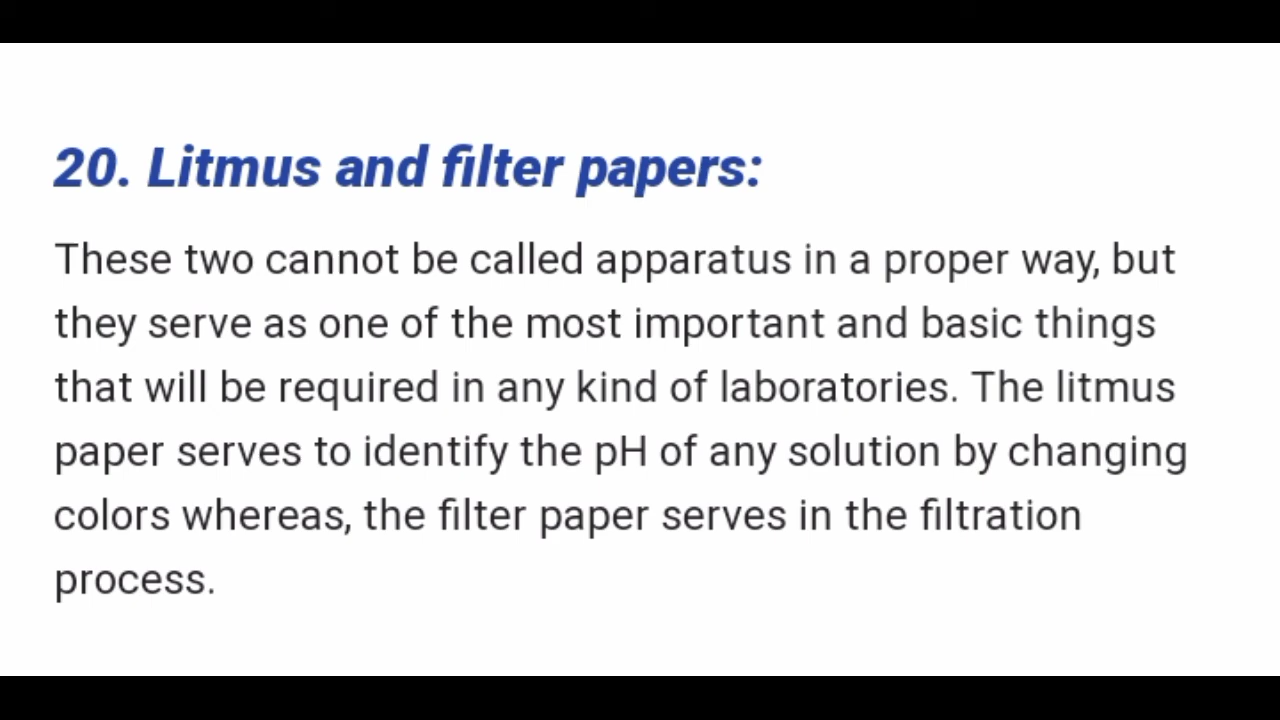 20. Litmus and filter papers:
These two cannot be called apparatus in a proper way, but
they serve as one of the most important and basic things
that will be required in any kind of laboratories. The litmus
paper serves to identify the pH of any solution by changing
colors whereas, the filter paper serves in the filtration
process.